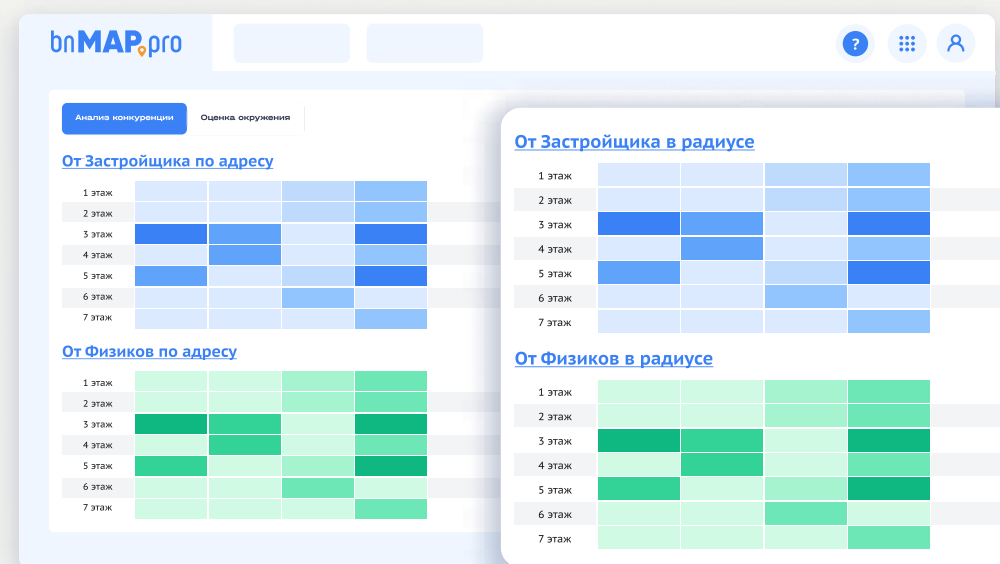 bnMAP.pro
?
Анализ конкуренции
Оценка окружения
От Застройщика по адресу
1 этаж
2 этаж
3 этаж
4 этаж
5 этаж
6 этаж
7 этаж
От Физиков по адресу
1 этаж
2 этаж
3 этаж
4 этаж
5 этаж
6 этаж
7 этаж
От Застройщика в радиусе
1 этаж
2 этаж
3 этаж
4 этаж
5 этаж
6 этаж
7 этаж
От Физиков в радиусе
1 этаж
2 этаж
3 этаж
4 этаж
5 этаж
6 этаж
7 этаж